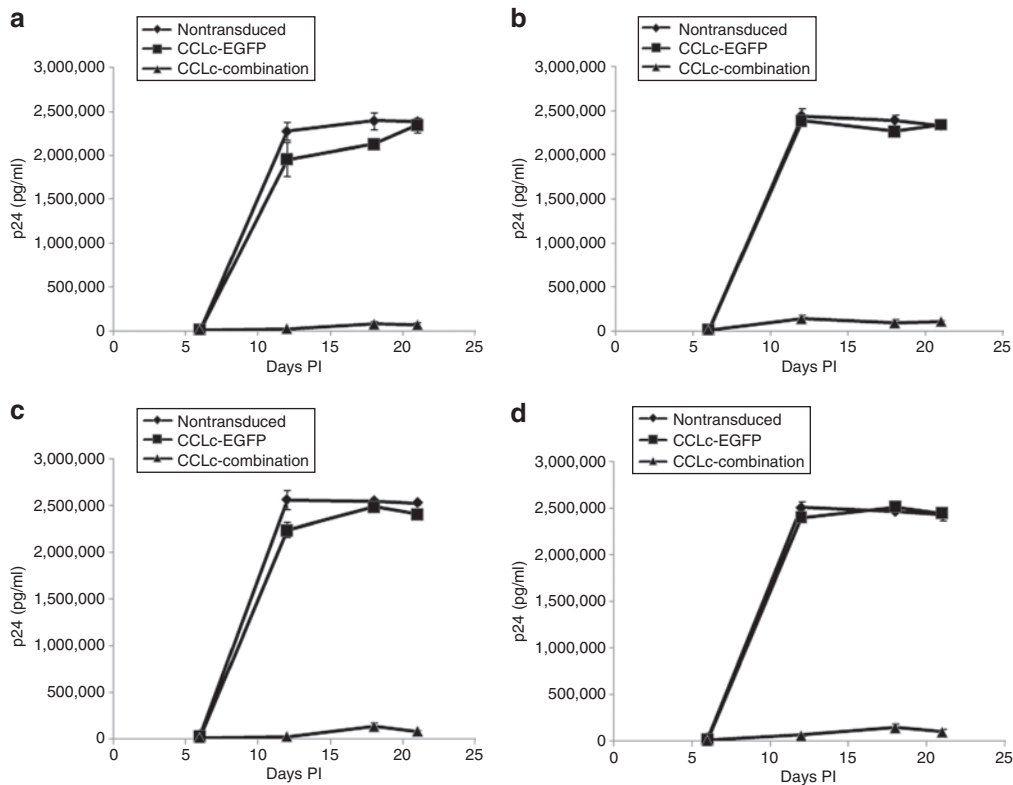 a
Nontransduced
CCLc-EGFP
CCLc-combination
3,000,000
2,500,000
2,000,000
1,500,000
1,000,000
500,000
0
p24 (pg/ml)
0 5 10 15 20 25
Days PI
b
Nontransduced
CCLc-EGFP
CCLc-combination
3,000,000
2,500,000
2,000,000
1,500,000
1,000,000
500,000
0
p24 (pg/ml)
0 5 10 15 20 25
Days PI
c
Nontransduced
CCLc-EGFP
CCLc-combination
3,000,000
2,500,000
2,000,000
1,500,000
1,000,000
500,000
0
p24 (pg/ml)
0 5 10 15 20 25
Days PI
d
Nontransduced
CCLc-EGFP
CCLc-combination
3,000,000
2,500,000
2,000,000
1,500,000
1,000,000
500,000
0
p24 (pg/ml)
0 5 10 15 20 25
Days PI